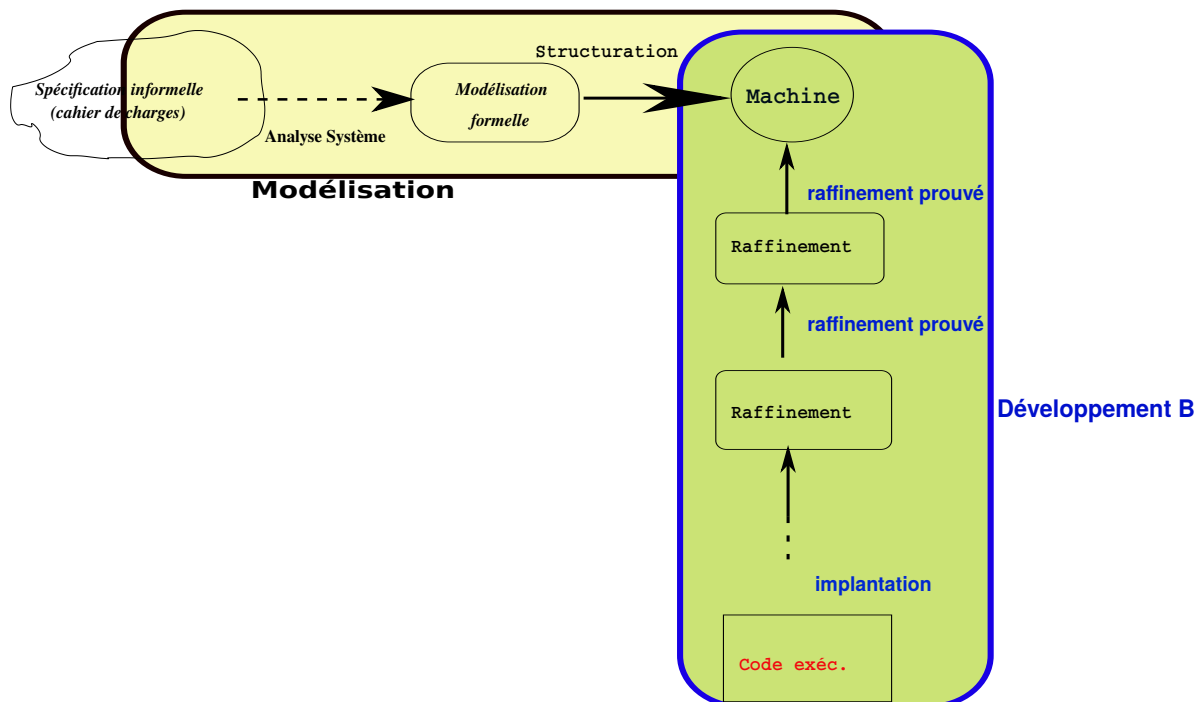 Structuration
Spécification informelle
(cahier de charges)
Analyse Système
Modélisation
formelle
Machine
Modélisation
raffinement prouvé
Raffinement
raffinement prouvé
Raffinement
Développement B
implantation
Code exéc.